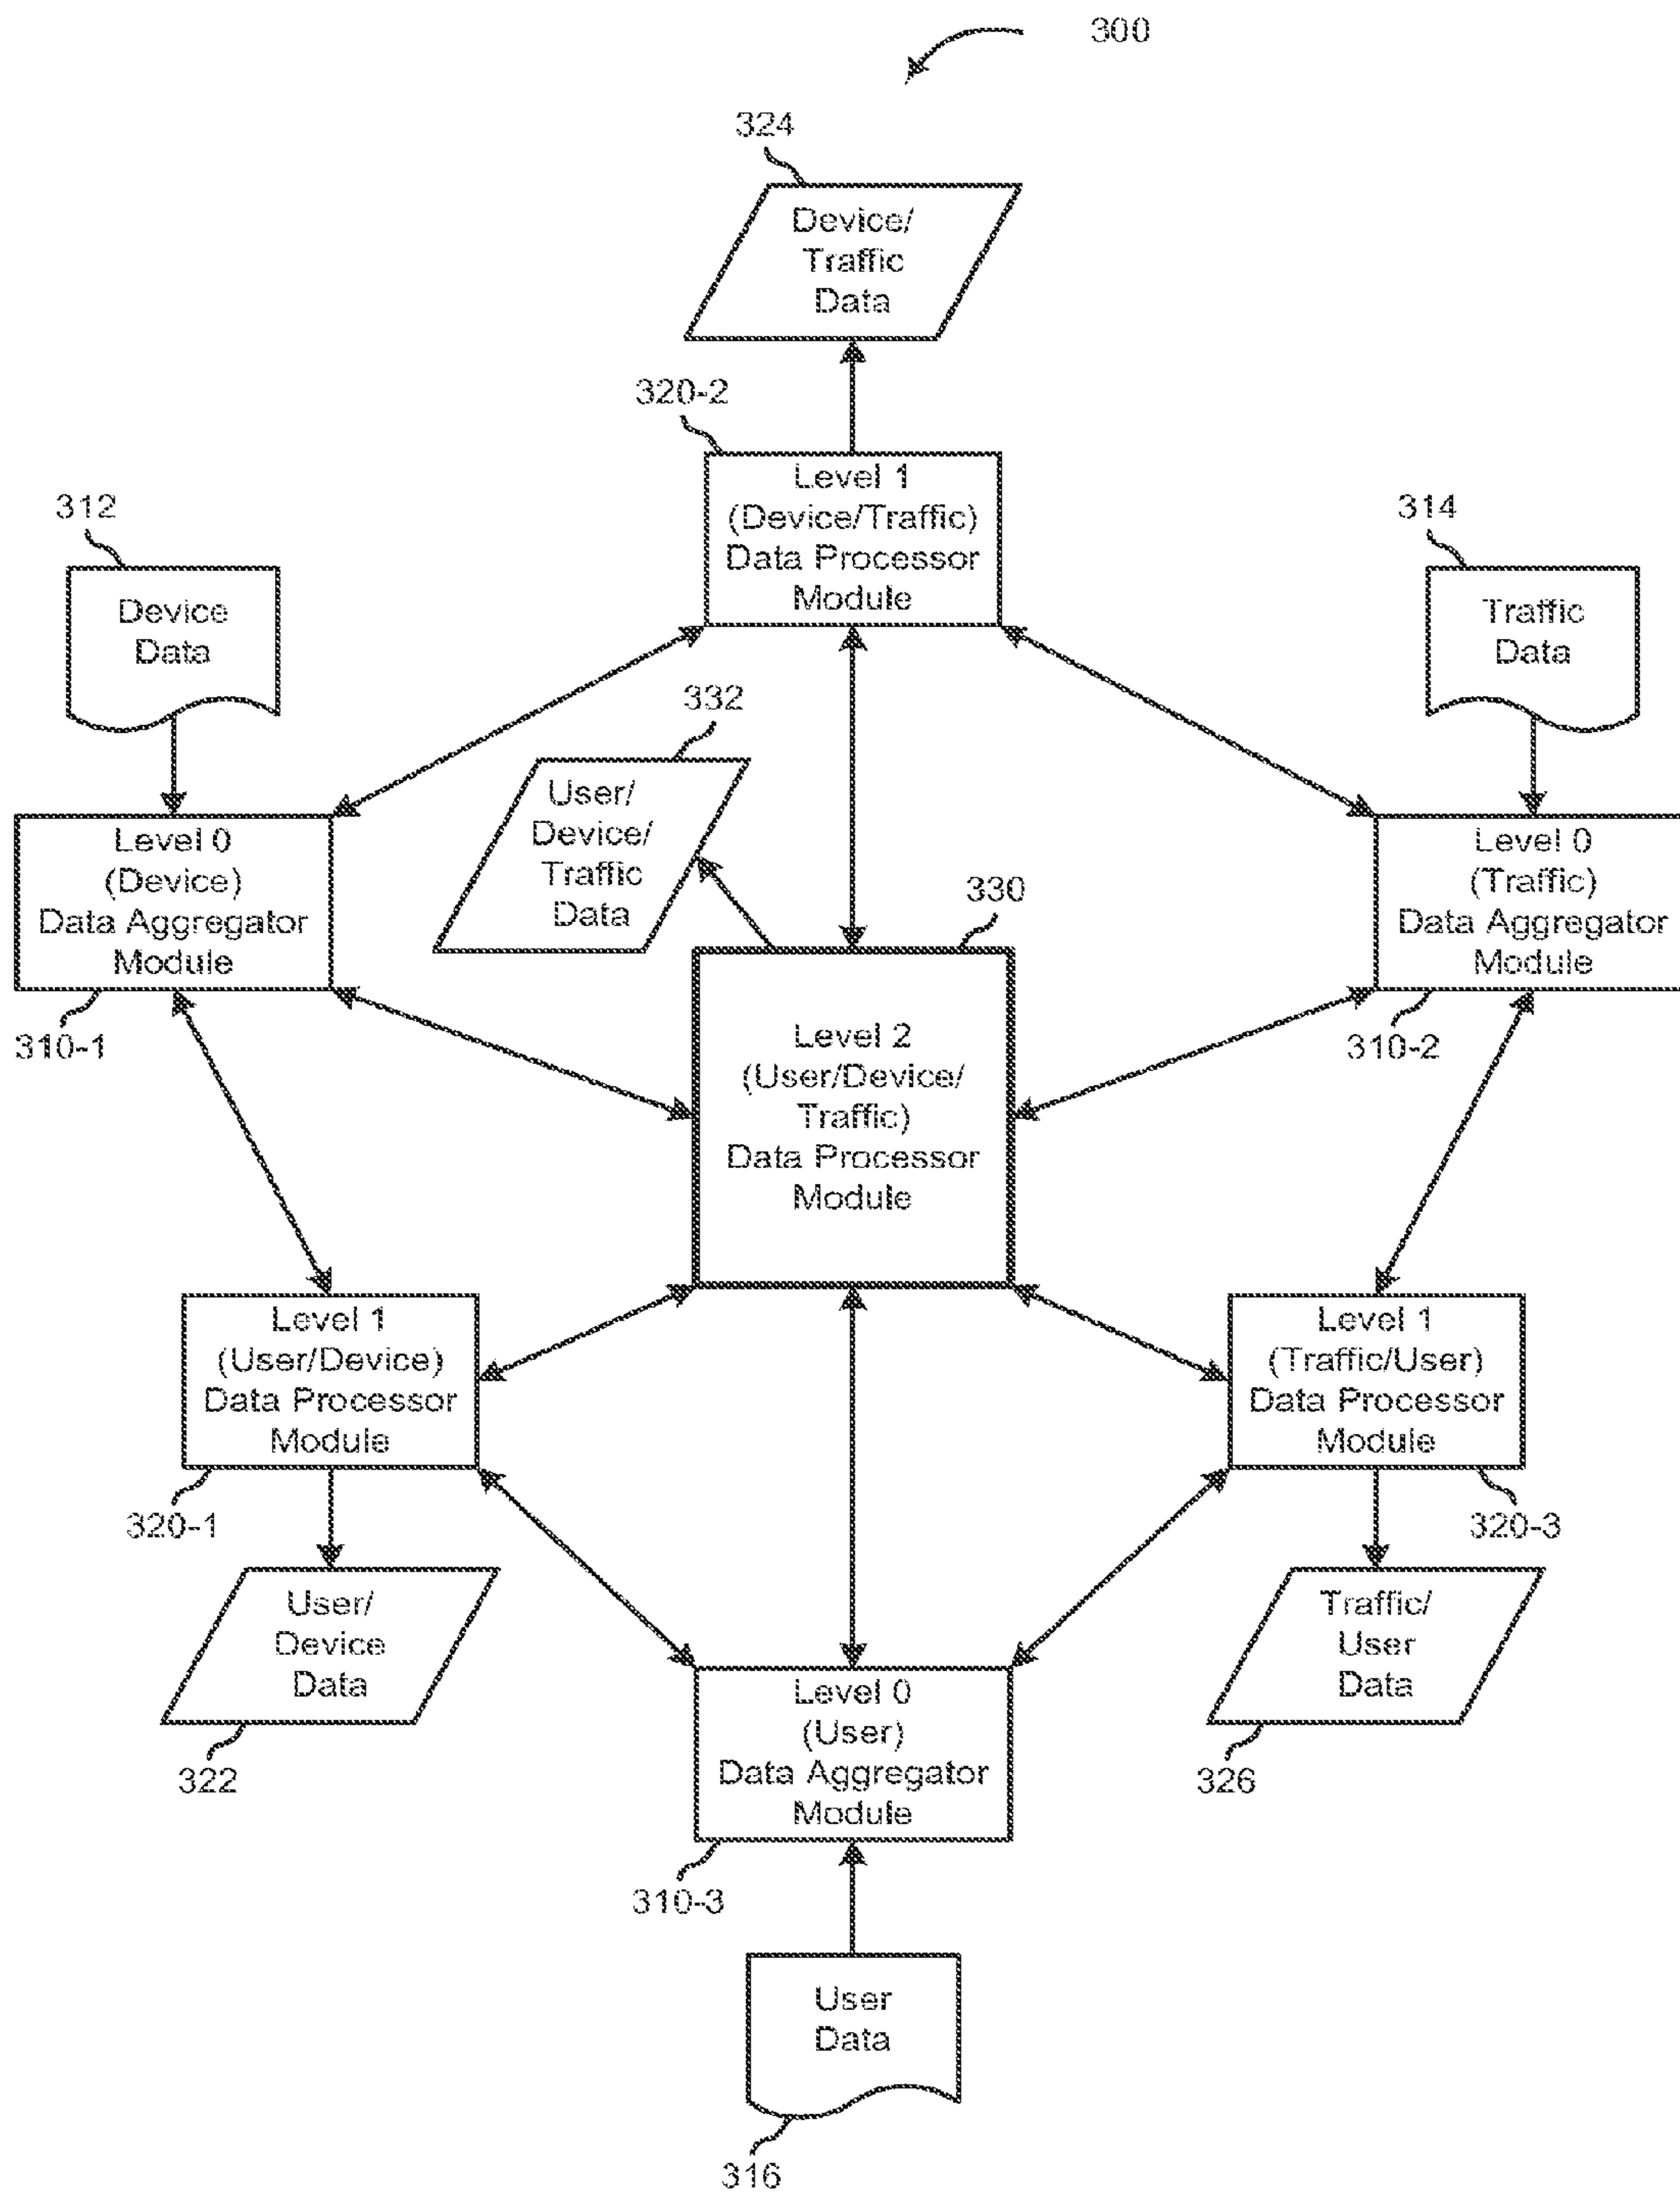 300
324
Device/
Traffic
Data
320-2
Level 1
(Device/Traffic)
Data Processor
Module
312
Device
Data
314
Traffic
Data
332
User/
Device/
Traffic
Data
Level 0
(Device)
Data Aggregator
Module
310-1
330
Level 0
(Traffic)
Data Aggregator
Module
310-2
Level 2
(User/Device/
Traffic)
Data Processor
Module
Level 1
(User/Device)
Data Processor
Module
320-1
Level 1
(Traffic/User)
Data Processor
Module
320-3
User/
Device
Data
322
Traffic/
User
Data
326
Level 0
(User)
Data Aggregator
Module
310-3
User
Data
316